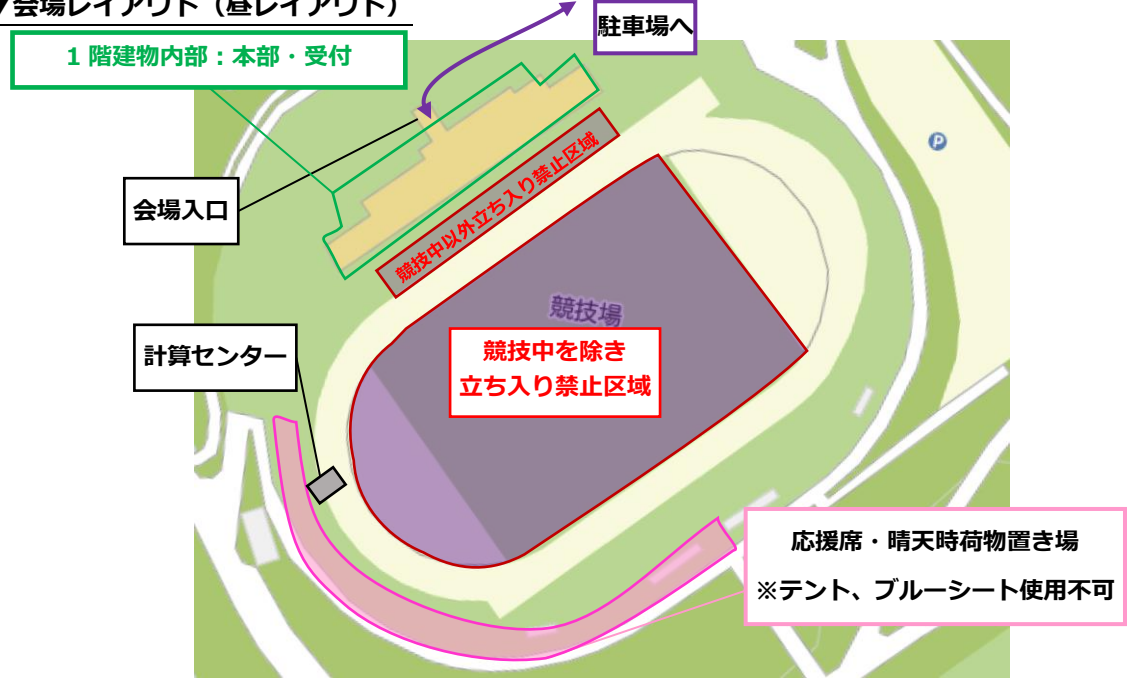 ▼会場レイアウト（昼レイアウト）
駐車場へ
1 階建物内部：本部・受付
P
会場入口
競技中以外立ち入り禁止区域
競技場
計算センター
競技中を除き
立ち入り禁止区域
応援席・晴天時荷物置き場
※テント、ブルーシート使用不可